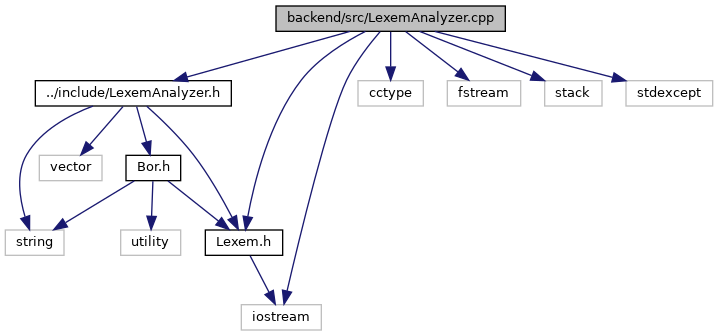 backend/src/LexemAnalyzer.cpp
../include/LexemAnalyzer.h
cctype
fstream
stack
stdexcept
vector
Bor.h
string
utility
Lexem.h
iostream